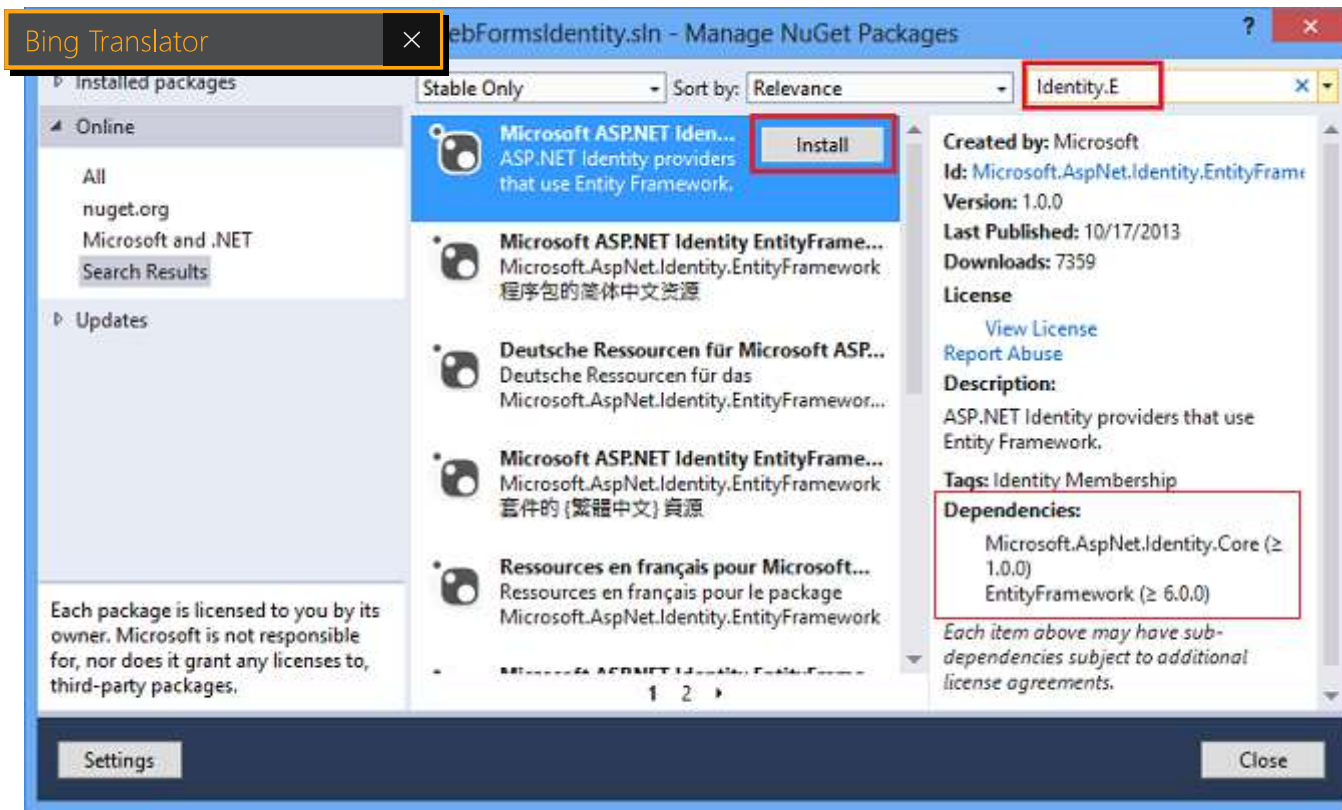 Bing Translator
ebFormsIdentity.sln - Manage NuGet Packages
Installed packages
Stable Only
Sort by: Relevance
Identity.E
Online
All
nuget.org
Microsoft and .NET
Search Results
Updates
Each package is licensed to you by its
owner. Microsoft is not responsible
for, nor does it grant any licenses to,
third-party packages.
Microsoft ASP.NET Iden...
Install
ASP.NET Identity providers
that use Entity Framework.
Microsoft ASP.NET Identity EntityFrame...
Microsoft.AspNet.Identity.EntityFramework
程序包的简体中文资源
Deutsche Ressourcen für Microsoft ASP...
Deutsche Ressourcen für das
Microsoft.AspNet.Identity.EntityFramewor...
Microsoft ASP.NET Identity EntityFrame...
Microsoft.AspNet.Identity.EntityFramework
套件的 {繁體中文} 資源
Ressources en français pour Microsoft...
Ressources en français pour le package
Microsoft.AspNet.Identity.EntityFramework
Microsoft ASP.NET Identity EntityFrame...
1 2
Created by: Microsoft
Id: Microsoft.AspNet.Identity.EntityFrame
Version: 1.0.0
Last Published: 10/17/2013
Downloads: 7359
License
View License
Report Abuse
Description:
ASP.NET Identity providers that use
Entity Framework.
Tags: Identity Membership
Dependencies:
Microsoft.AspNet.Identity.Core (≥
1.0.0)
EntityFramework (≥ 6.0.0)
Each item above may have sub-
dependencies subject to additional
license agreements.
Settings
Close